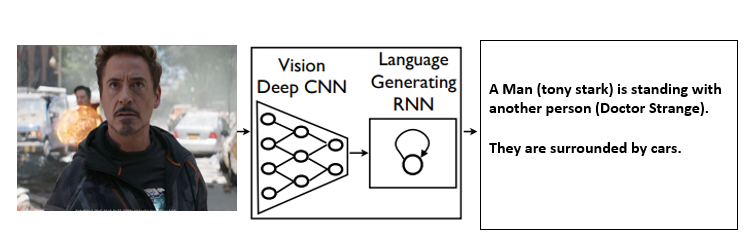 Vision
Deep CNN
Language
Generating
RNN
A Man (tony stark) is standing with
another person (Doctor Strange).
They are surrounded by cars.